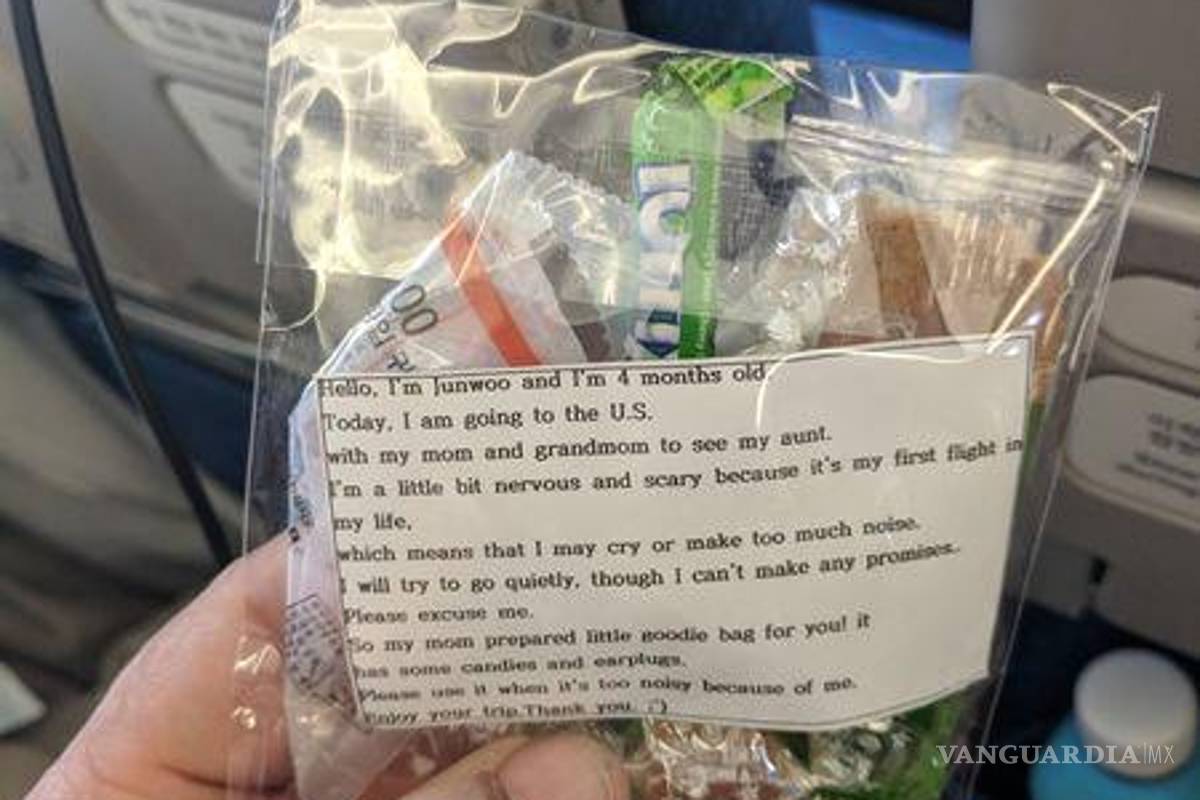 Hello, I'm Junwoo and I'm 4 months old
Today, I am going to the U.S.
with my mom and grandmom to see my aunt.
I'm a little bit nervous and scary because it's my first flight in
my life,
which means that I may cry or make too much noise.
I will try to go quietly, though I can't make any promises..
Please excuse me.
So my mom prepared little goodie bag for you! it
has some candies and earplugs.
Please use it when it's too noisy because of me.
Enjoy your trip.Thank you. :')
VANGUARDIA|MX